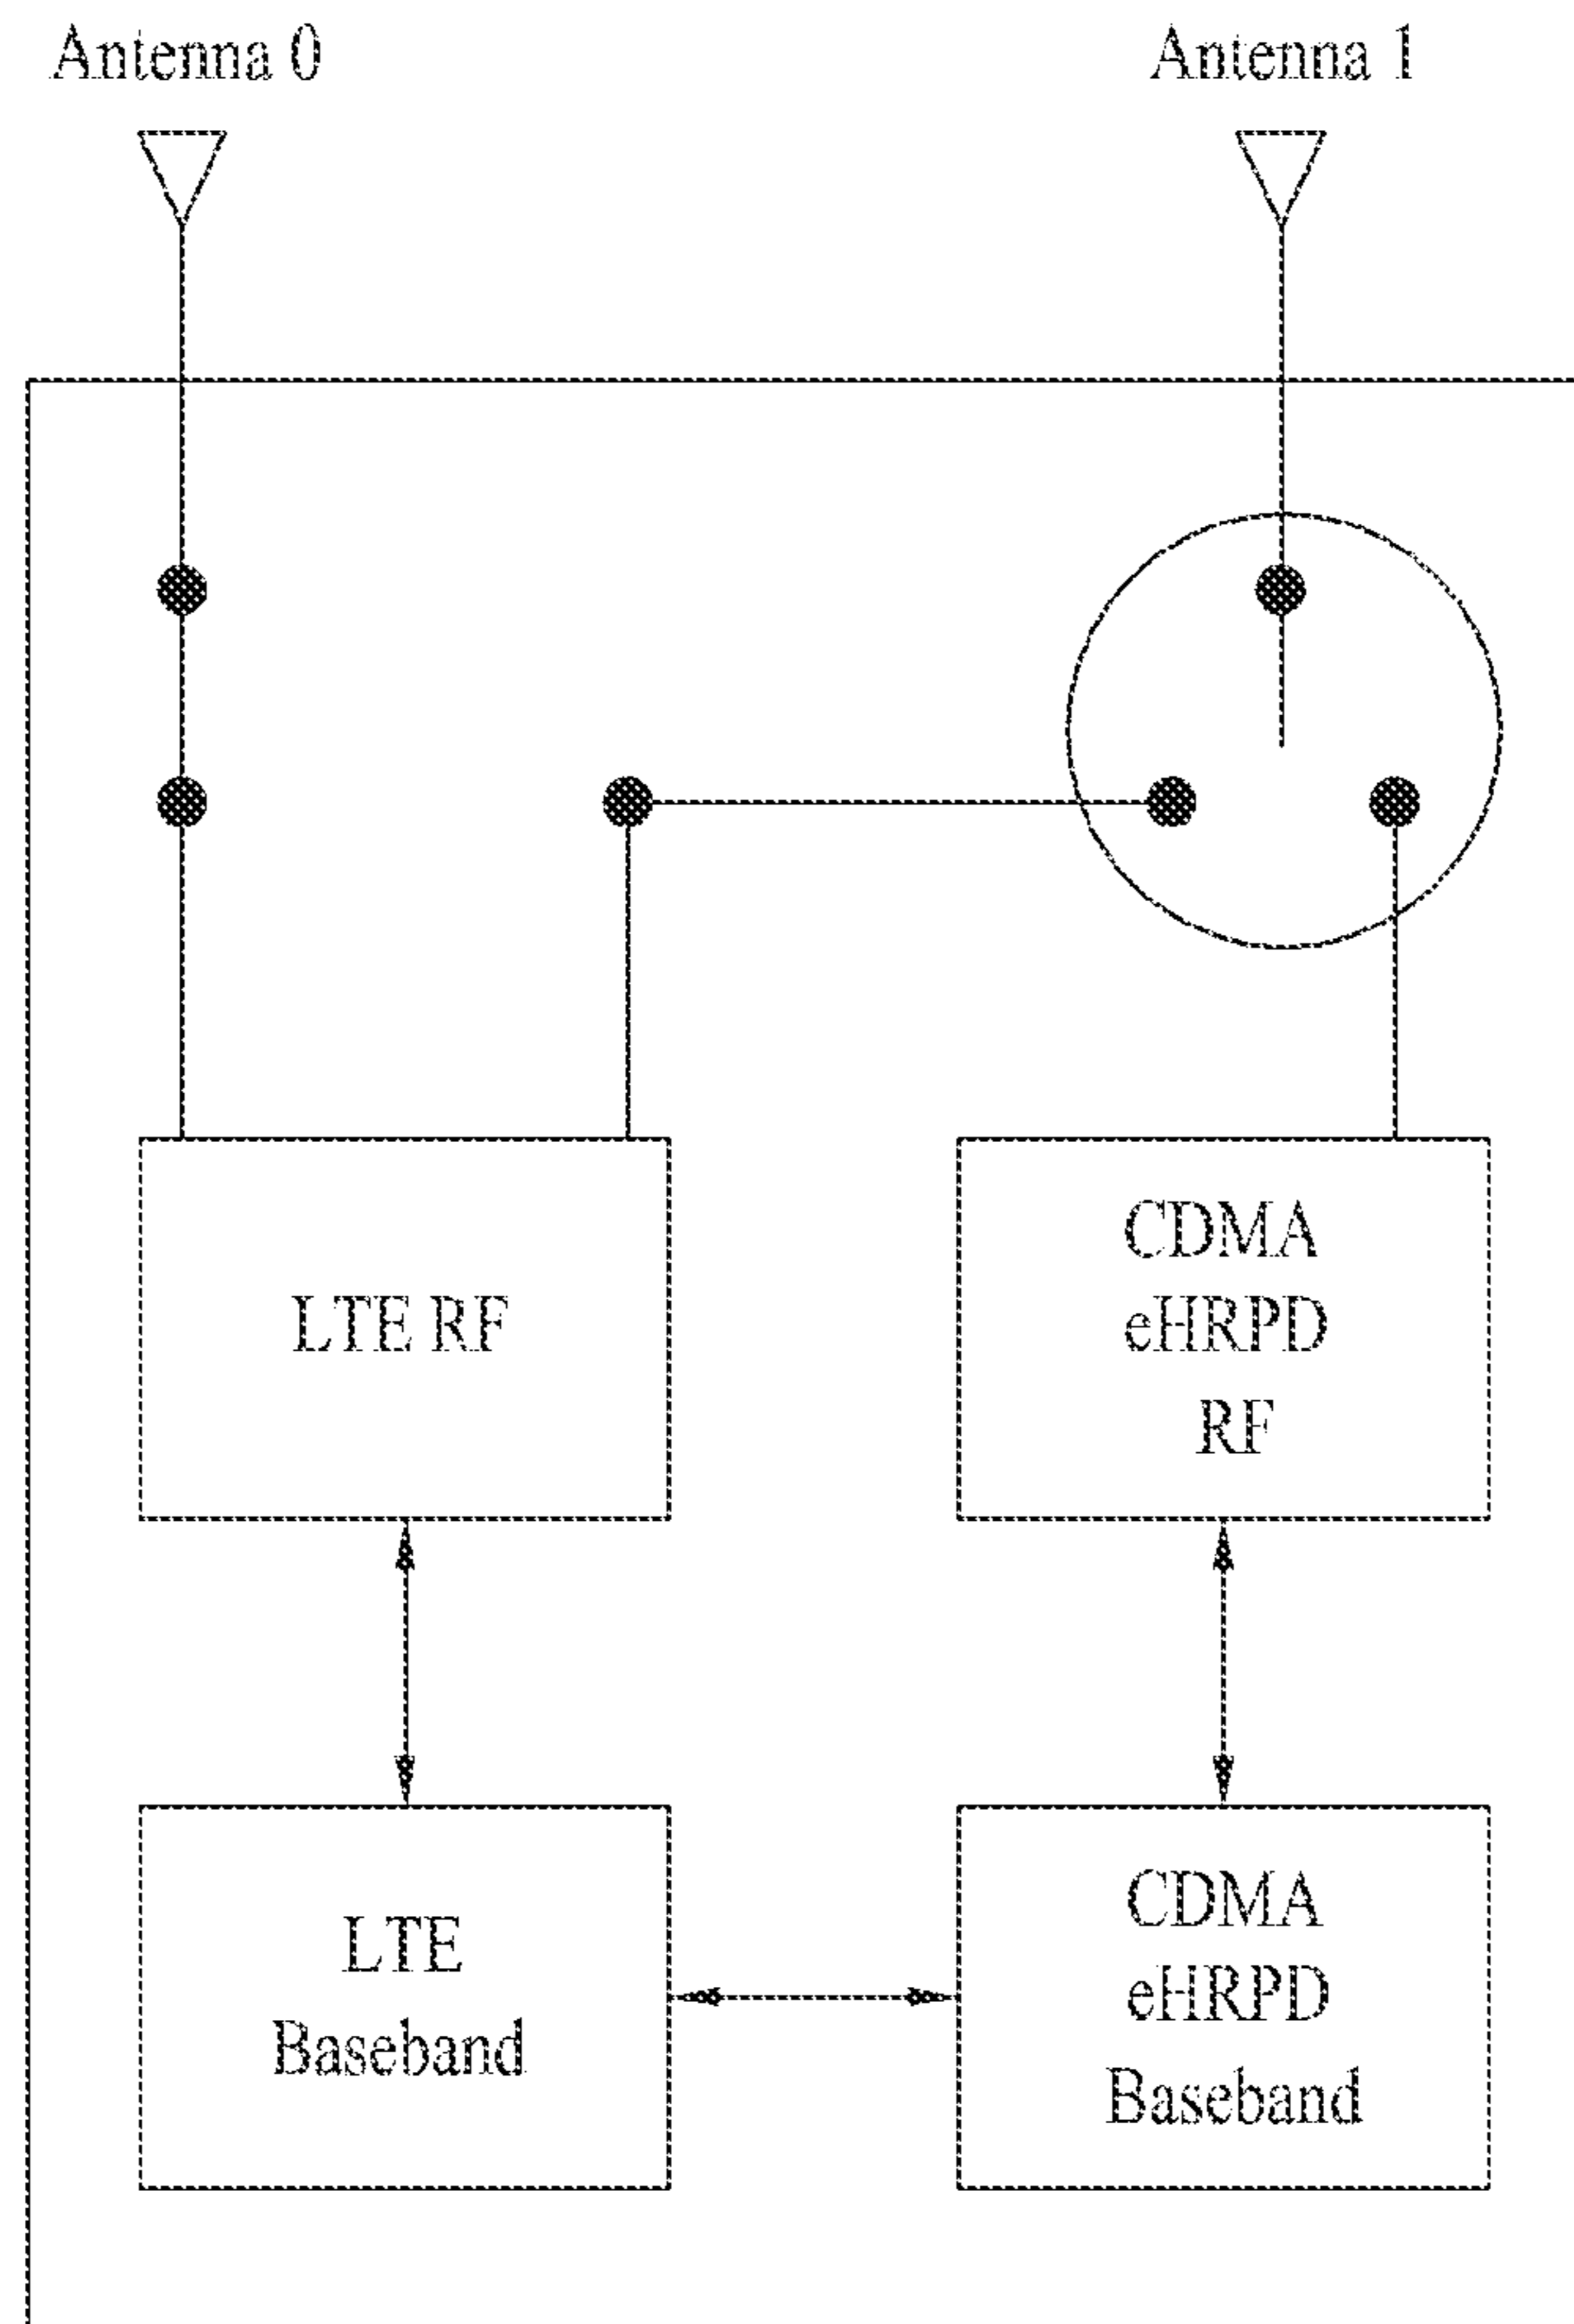 Antenna 0
Antenna 1
LTE RF
CDMA
eHRPD
RF
LTE
Baseband
CDMA
eHRPD
Baseband